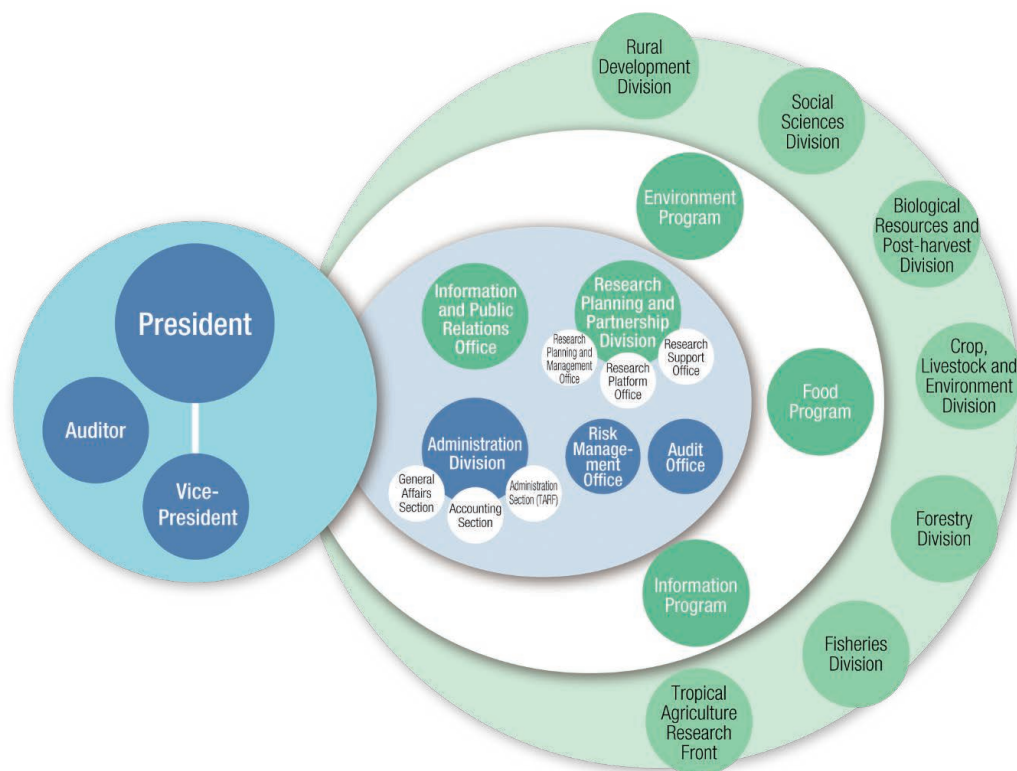 President
Auditor
Vice-
President
Information
and Public
Relations
Office
Research
Planning and
Partnership
Division
Research
Planning and
Management
Office
Research
Platform
Office
Research
Support
Office
Administration
Division
General
Affairs
Section
Accounting
Section
Administration
Section (TARF)
Risk
Manage-
ment
Office
Audit
Office
Environment
Program
Food
Program
Information
Program
Rural
Development
Division
Social
Sciences
Division
Biological
Resources and
Post-harvest
Division
Crop,
Livestock and
Environment
Division
Forestry
Division
Fisheries
Division
Tropical
Agriculture
Research
Front